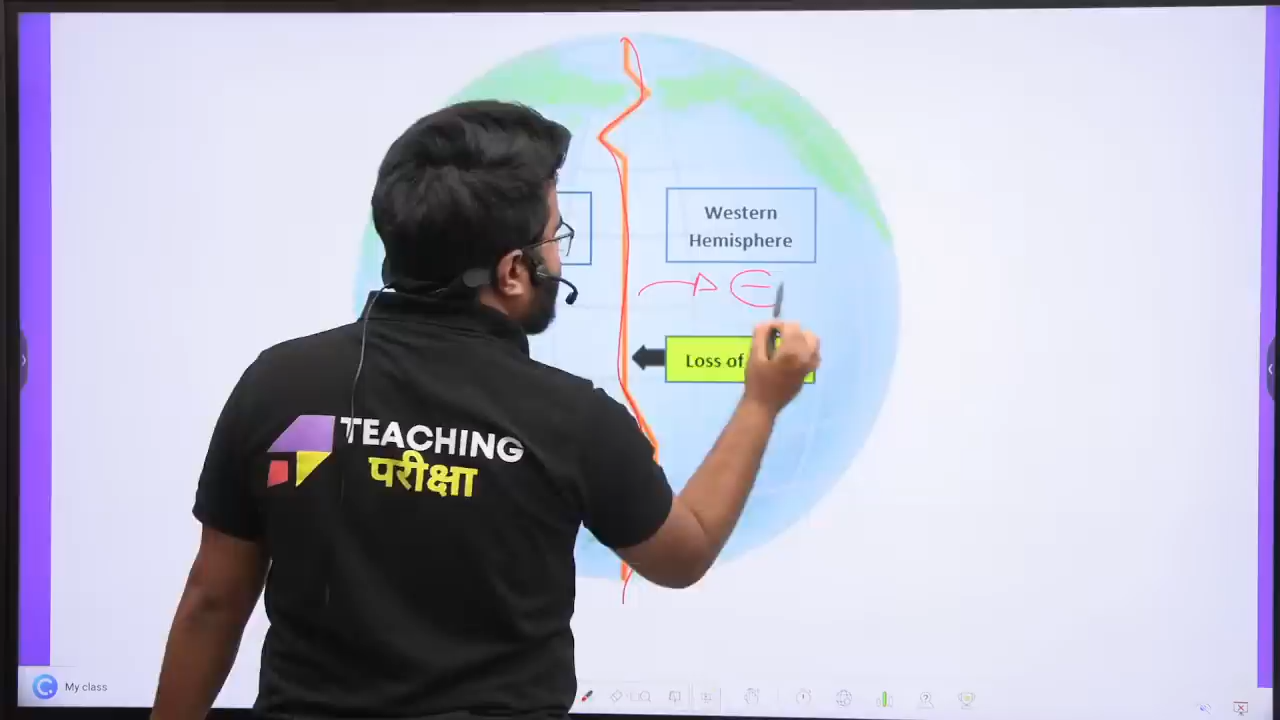 Western
Hemisphere
E
Loss of
TEACHING
परीक्षा
My class